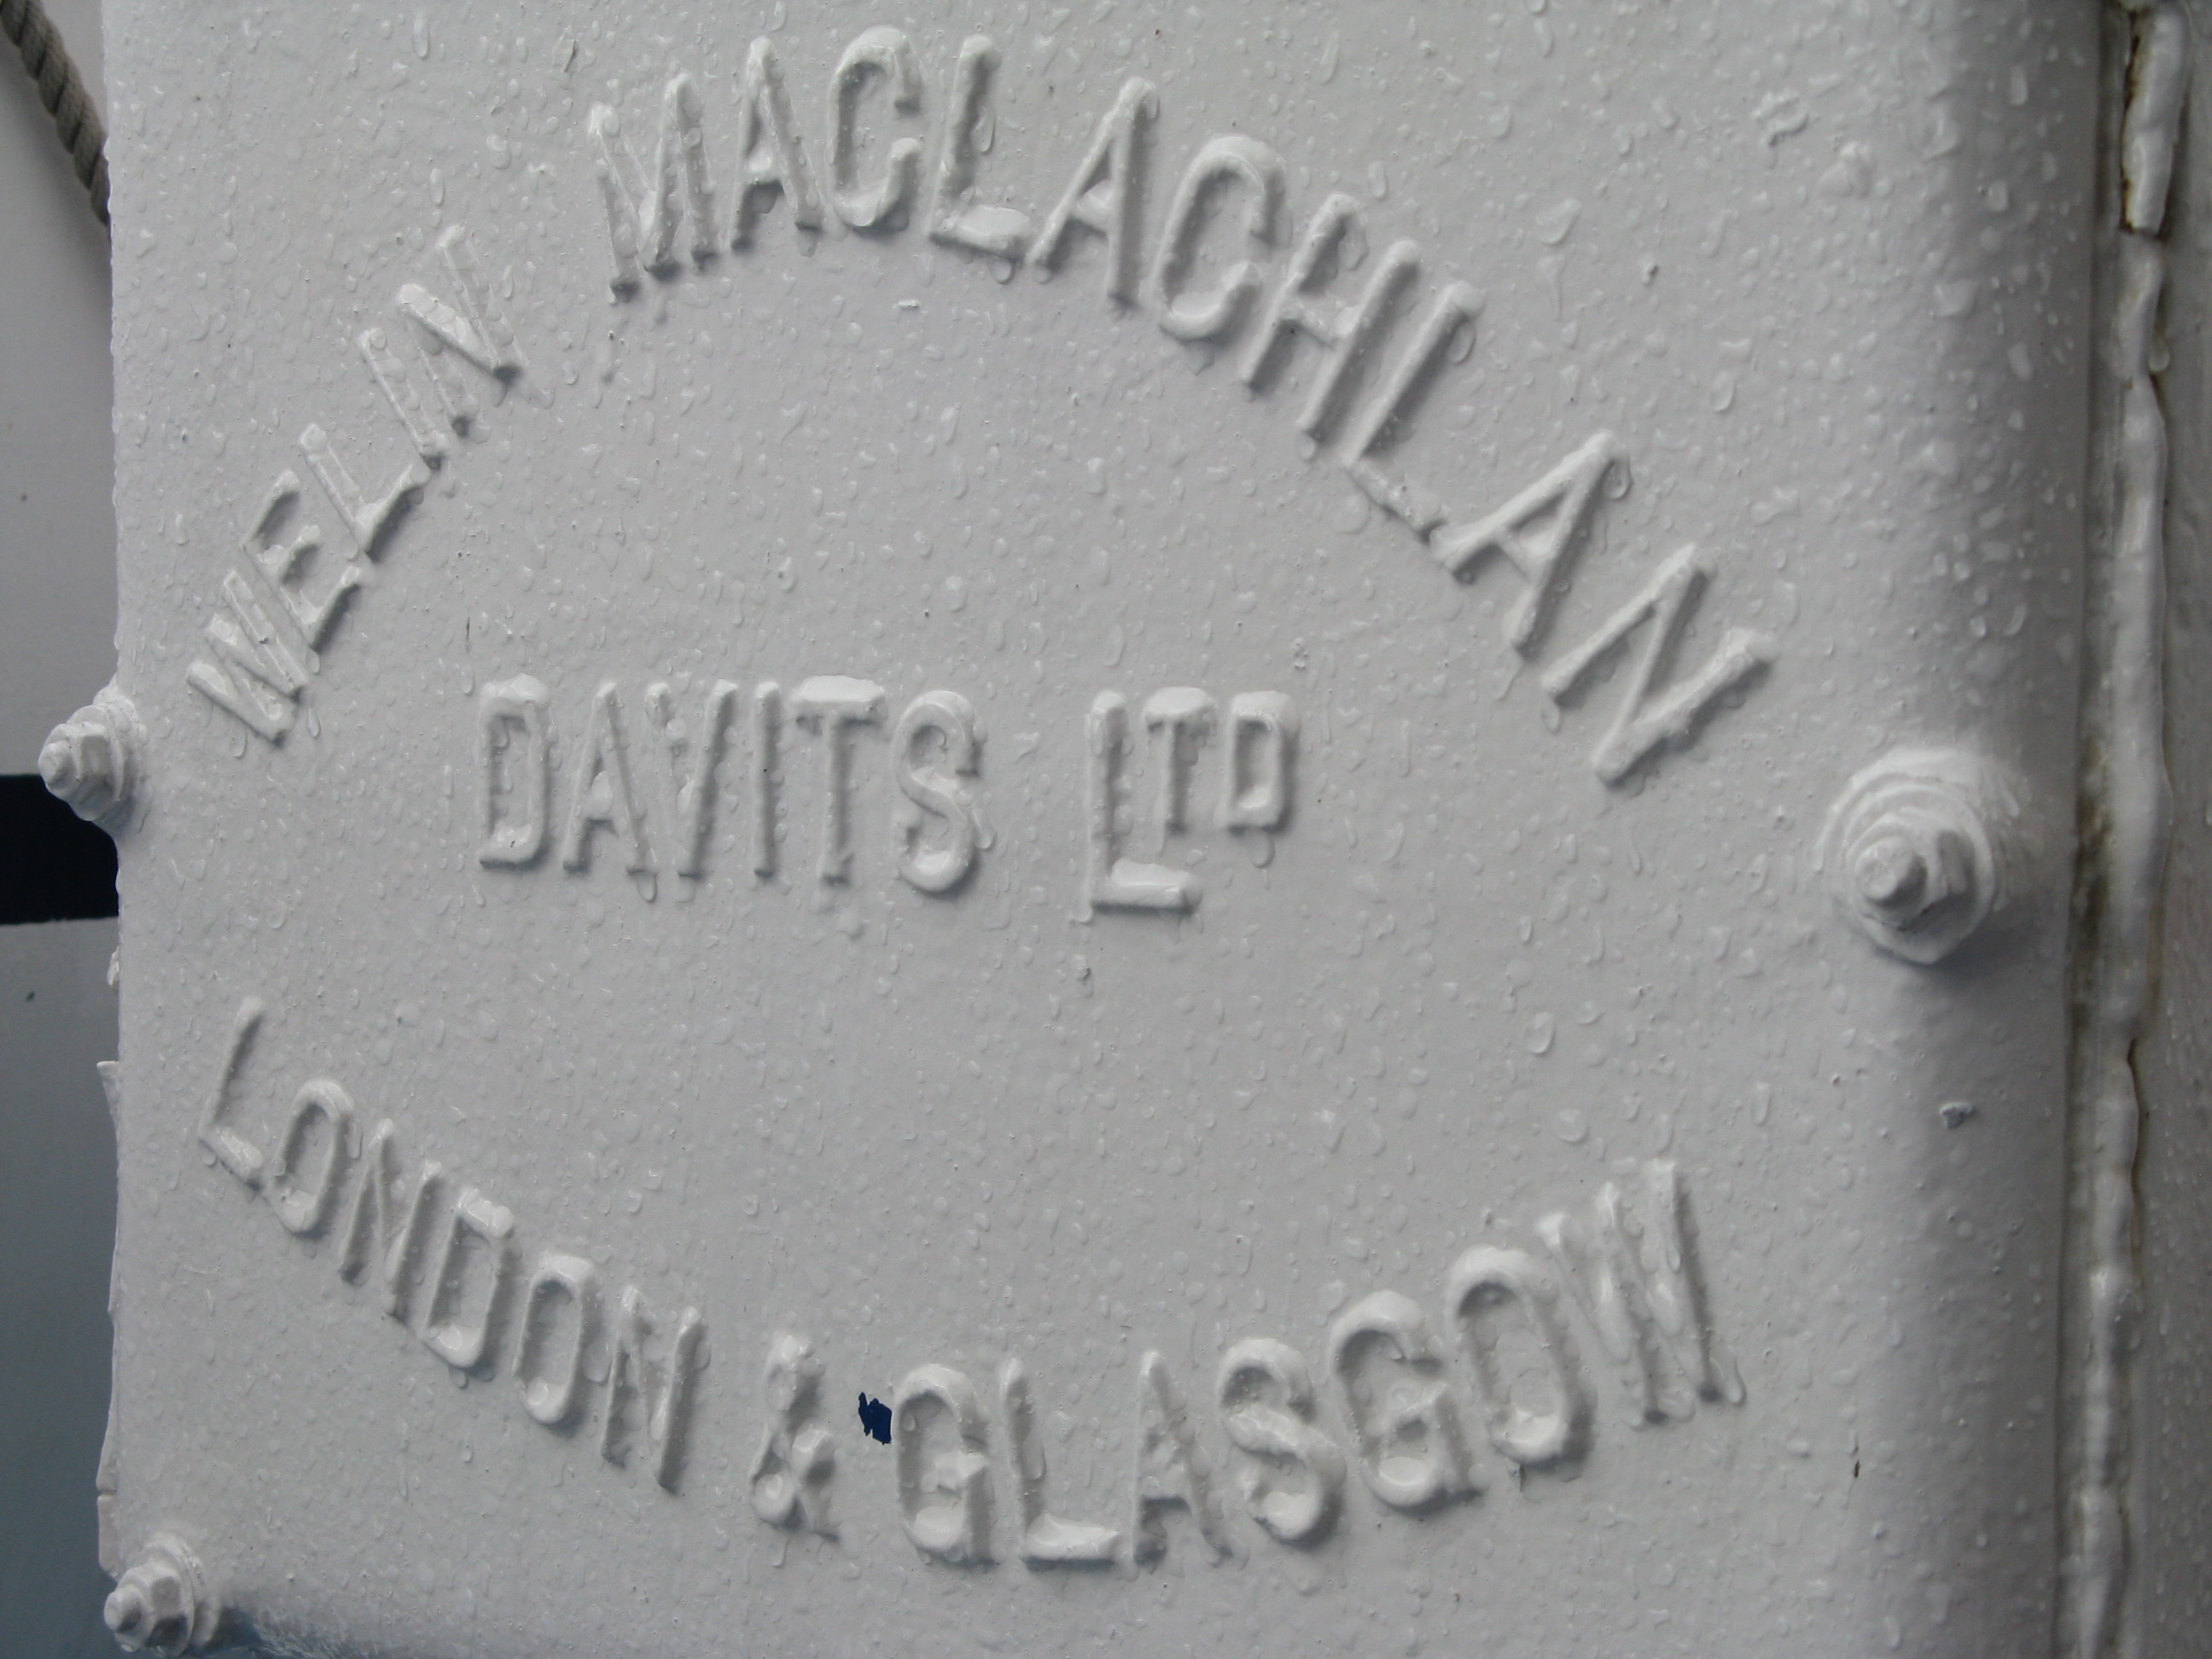 WELIN MACLACHLAN
DAVITS LTD
LONDON & GLASGOW